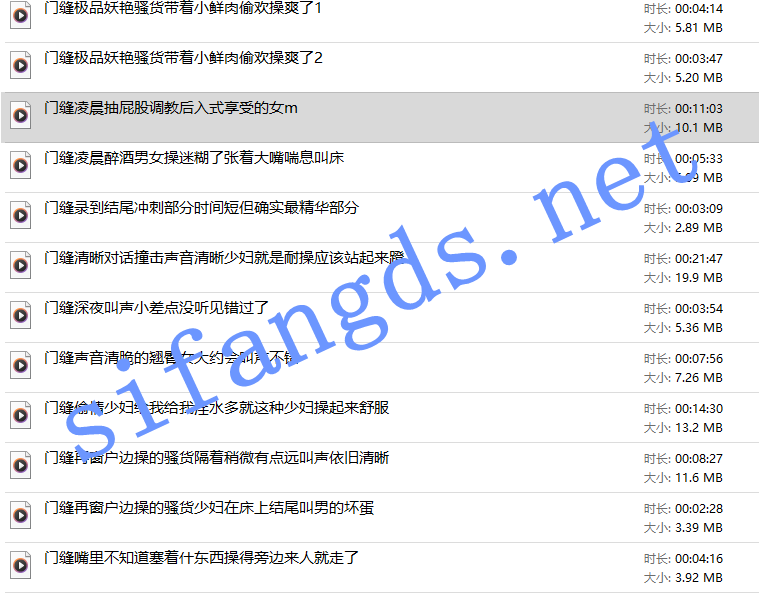 门缝极品妖艳骚货带着小鲜肉偷欢操爽了1
时长: 00:04:14
大小: 5.81 MB
门缝极品妖艳骚货带着小鲜肉偷欢操爽了2
时长: 00:03:47
大小: 5.20 MB
门缝凌晨抽屁股调教后入式享受的女m
时长: 00:11:03
大小: 10.1 MB
门缝凌晨醉酒男女操迷糊了张着大嘴喘息叫床
时长: 00:05:33
大小: MB
门缝录到结尾冲刺部分时间短但确实最精华部分
时长: 00:03:09
大小: 2.89 MB
门缝清晰对话撞击声音清晰少妇就是耐操应该站起来蹬
时长: 00:21:47
大小: 19.9 MB
门缝深夜叫声小差点没听见错过了
时长: 00:03:54
大小: 5.36 MB
门缝声音清脆的翘臀女大约会叫声不错
时长: 00:07:56
大小: 7.26 MB
门缝偷情少妇给我给我淫水多就这种少妇操起来舒服
时长: 00:14:30
大小: 13.2 MB
门缝再窗户边操的骚货隔着稍微有点远叫声依旧清晰
时长: 00:08:27
大小: 11.6 MB
门缝再窗户边操的骚货少妇在床上结尾叫男的坏蛋
时长: 00:02:28
大小: 3.39 MB
门缝嘴里不知道塞着什东西操得旁边来人就走了
时长: 00:04:16
大小: 3.92 MB
sifangds.net